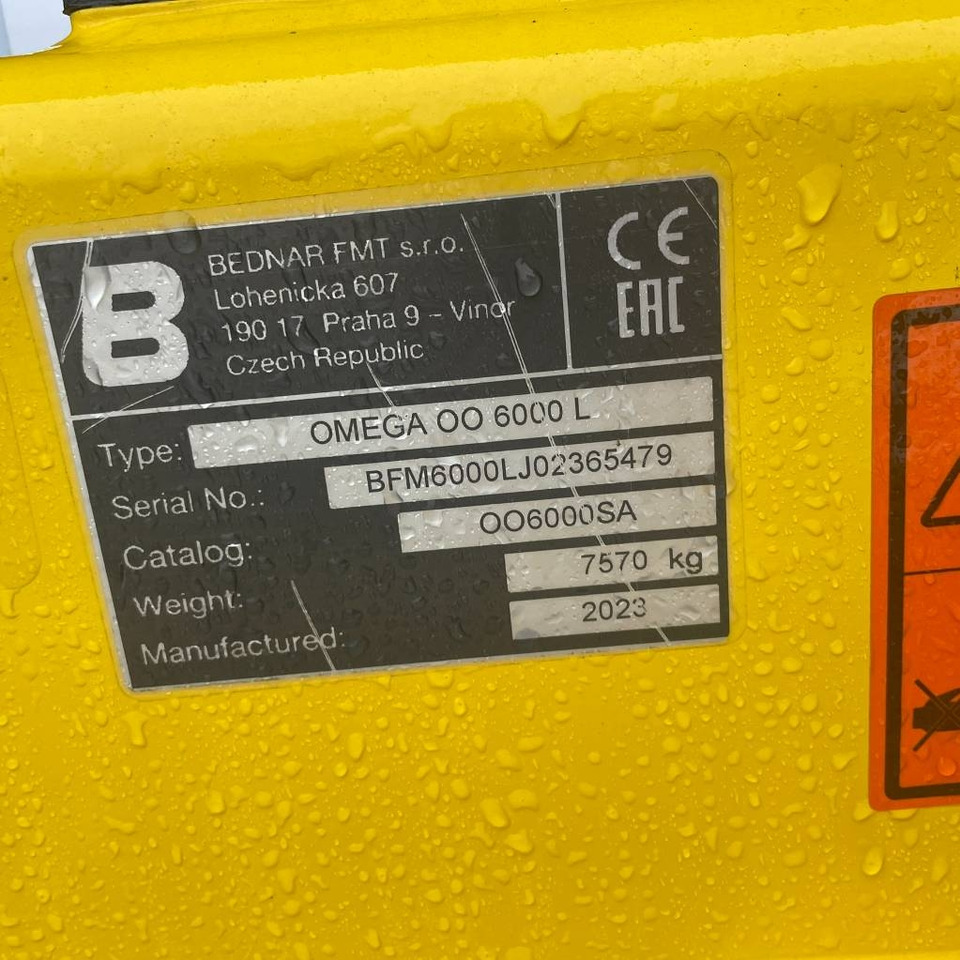 B
BEDNAR FMT s.r.o.
Lohenicka 607
190 17 Praha 9 - Vinor
Czech Republic
CE
EAC
Type: OMEGA OO 6000 L
Serial No.: BFM6000LJ02365479
Catalog: OO6000SA
Weight: 7570 kg
Manufactured: 2023